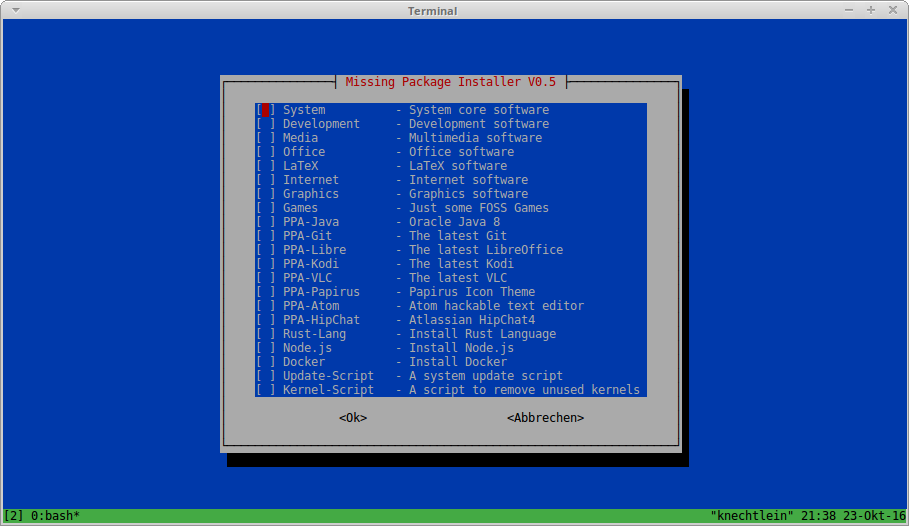 Terminal
Missing Package Installer V0.5
[ ] System - System core software
[ ] Development - Development software
[ ] Media - Multimedia software
[ ] Office - Office software
[ ] LaTeX - LaTeX software
[ ] Internet - Internet software
[ ] Graphics - Graphics software
[ ] Games - Just some FOSS Games
[ ] PPA-Java - Oracle Java 8
[ ] PPA-Git - The latest Git
[ ] PPA-Libre - The latest LibreOffice
[ ] PPA-Kodi - The latest Kodi
[ ] PPA-VLC - The latest VLC
[ ] PPA-Papirus - Papirus Icon Theme
[ ] PPA-Atom - Atom hackable text editor
[ ] PPA-HipChat - Atlassian HipChat4
[ ] Rust-Lang - Install Rust Language
[ ] Node.js - Install Node.js
[ ] Docker - Install Docker
[ ] Update-Script - A system update script
[ ] Kernel-Script - A script to remove unused kernels
<Ok> <Abbrechen>
[2] 0:bash* "knechtlein" 21:38 23-Okt-16